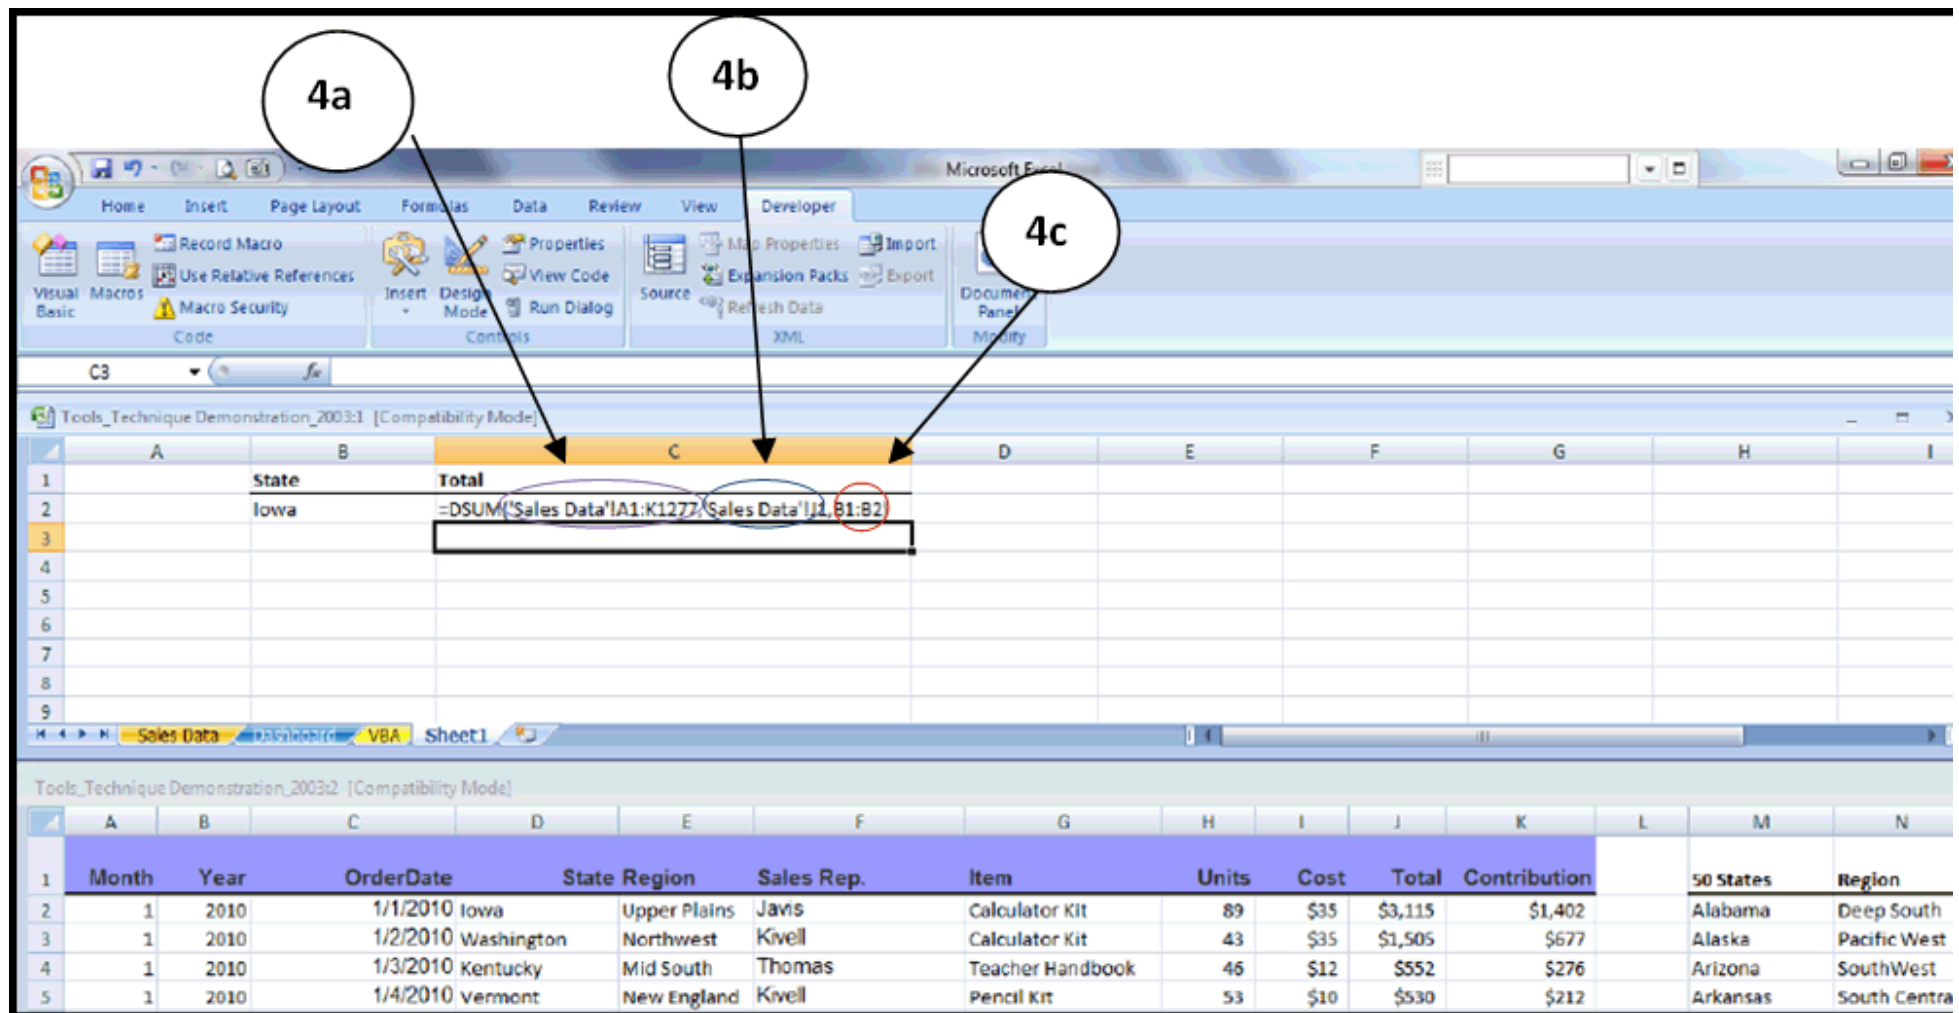 4a
4b
4c
Microsoft Excel
Home Insert Page Layout Formulas Data Review View Developer
Record Macro
Use Relative References
Macro Security
Visual Basic
Macros
Code
Insert
Design Mode
Properties
View Code
Run Dialog
Controls
Source
Map Properties
Expansion Packs
Refresh Data
Import
Export
XML
Document Panel
Modify
C3 fx
Tools_Technique Demonstration_2003:1 [Compatibility Mode]
A B C D E F G H I
1 State Total
2 Iowa =DSUM('Sales Data'!A1:K1277,'Sales Data'!J1,B1:B2)
3
4
5
6
7
8
9
Sales Data Dashboard VBA Sheet1
Tools_Technique Demonstration_2003:2 [Compatibility Mode]
A B C D E F G H I J K L M N
1 Month Year OrderDate State Region Sales Rep. Item Units Cost Total Contribution 50 States Region
2 1 2010 1/1/2010 Iowa Upper Plains Javis Calculator Kit 89 $35 $3,115 $1,402 Alabama Deep South
3 1 2010 1/2/2010 Washington Northwest Kivell Calculator Kit 43 $35 $1,505 $677 Alaska Pacific West
4 1 2010 1/3/2010 Kentucky Mid South Thomas Teacher Handbook 46 $12 $552 $276 Arizona SouthWest
5 1 2010 1/4/2010 Vermont New England Kivell Pencil Kit 53 $10 $530 $212 Arkansas South Centra